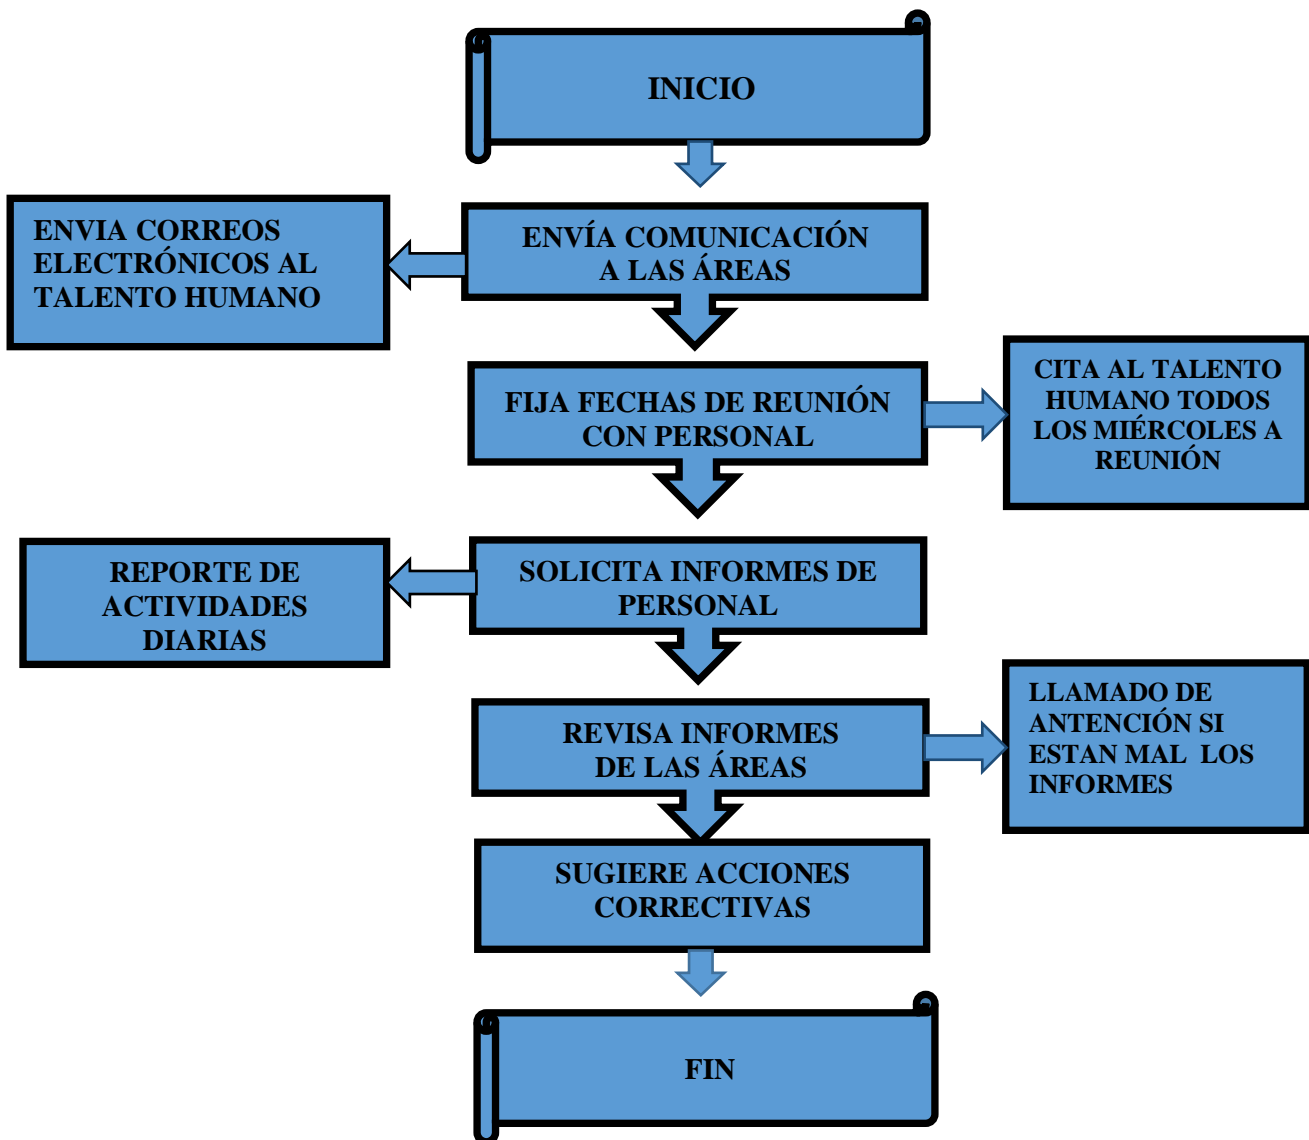 INICIO
ENVIA CORREOS
ELECTRÓNICOS AL
TALENTO HUMANO
ENVÍA COMUNICACIÓN
A LAS ÁREAS
FIJA FECHAS DE REUNIÓN
CON PERSONAL
CITA AL TALENTO
HUMANO TODOS
LOS MIÉRCOLES A
REUNIÓN
REPORTE DE
ACTIVIDADES
DIARIAS
SOLICITA INFORMES DE
PERSONAL
REVISA INFORMES
DE LAS ÁREAS
LLAMADO DE
ANTENCIÓN SI
ESTAN MAL  LOS
INFORMES
SUGIERE ACCIONES
CORRECTIVAS
FIN